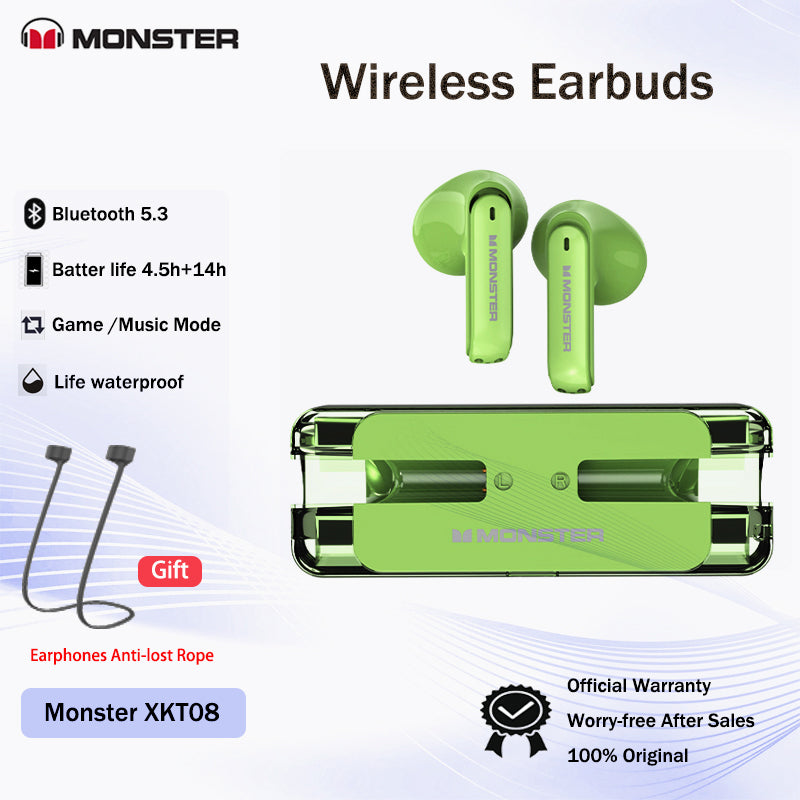 MONSTER
Wireless Earbuds
Bluetooth 5.3
Batter life 4.5h+14h
Game /Music Mode
Life waterproof
MONSTER
MONSTER
L
R
MONSTER
Gift
Earphones Anti-lost Rope
Monster XKT08
Official Warranty
Worry-free After Sales
100% Original